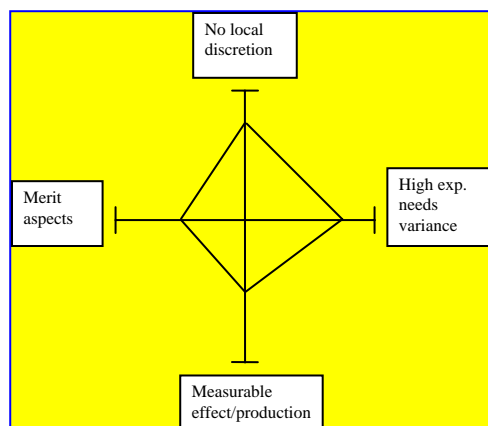 No local
discretion
Merit
aspects
High exp.
needs
variance
Measurable
effect/production